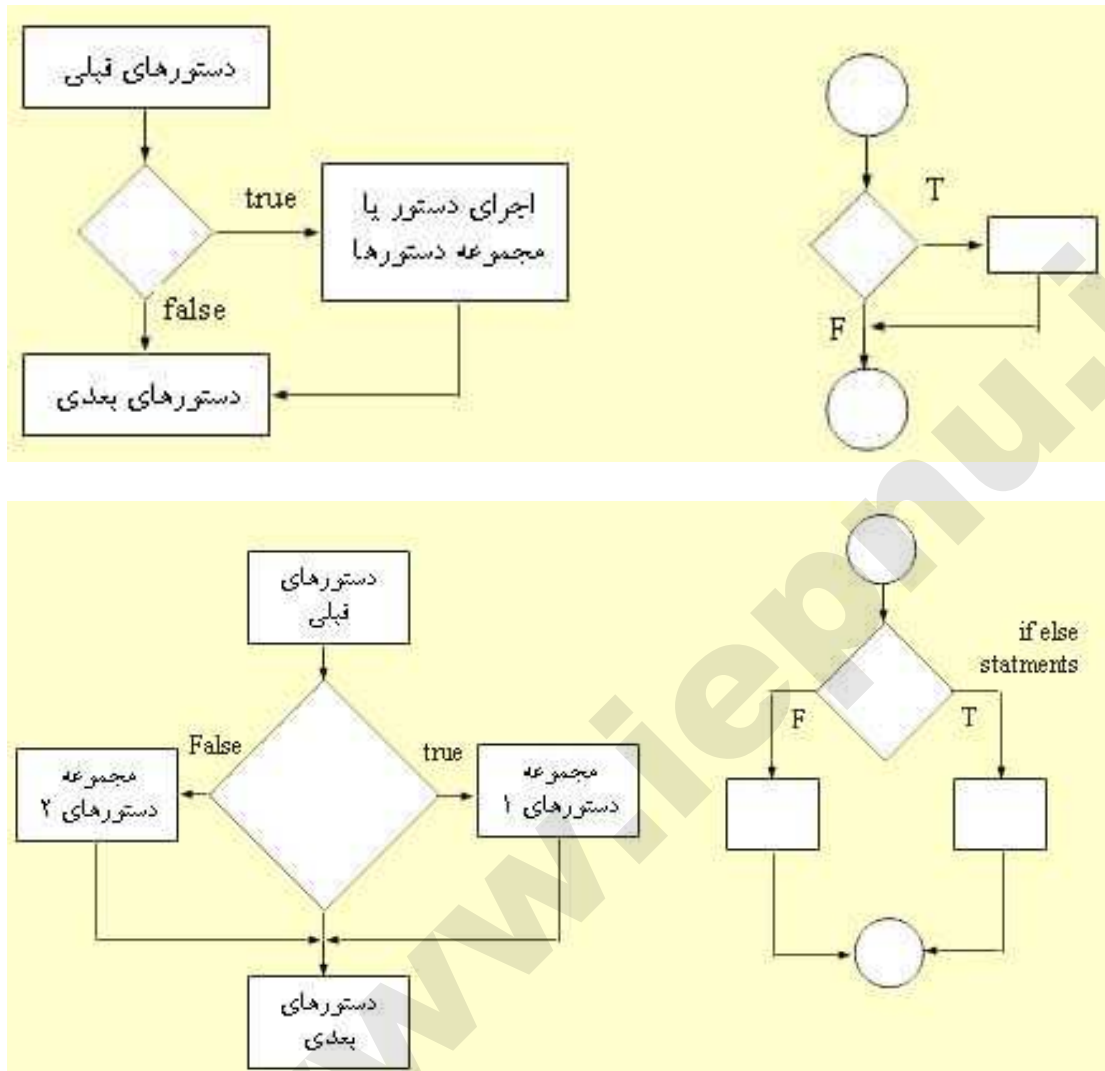 دستورهای قبلی
true
اجرای دستور یا
مجموعه دستورها
false
دستورهای بعدی
T
F
دستورهای
قبلی
False
true
مجموعه
دستورهای ۲
مجموعه
دستورهای ۱
دستورهای
بعدی
if else
statments
F
T